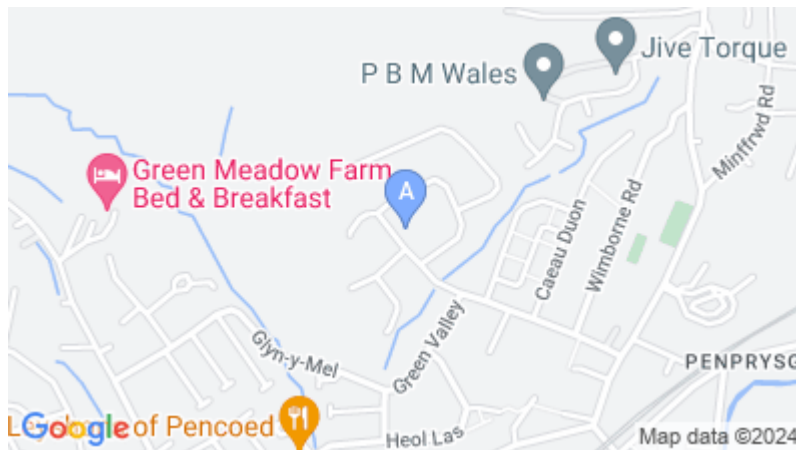 Jive Torque
P B M Wales
Minffrwd Rd
Green Meadow Farm
Bed & Breakfast
A
Caeau Duon
Wimborne Rd
Green Valley
Glyn-y-Mel
PENPRYSG
of Pencoed
Google
Heol Las
Map data ©2024